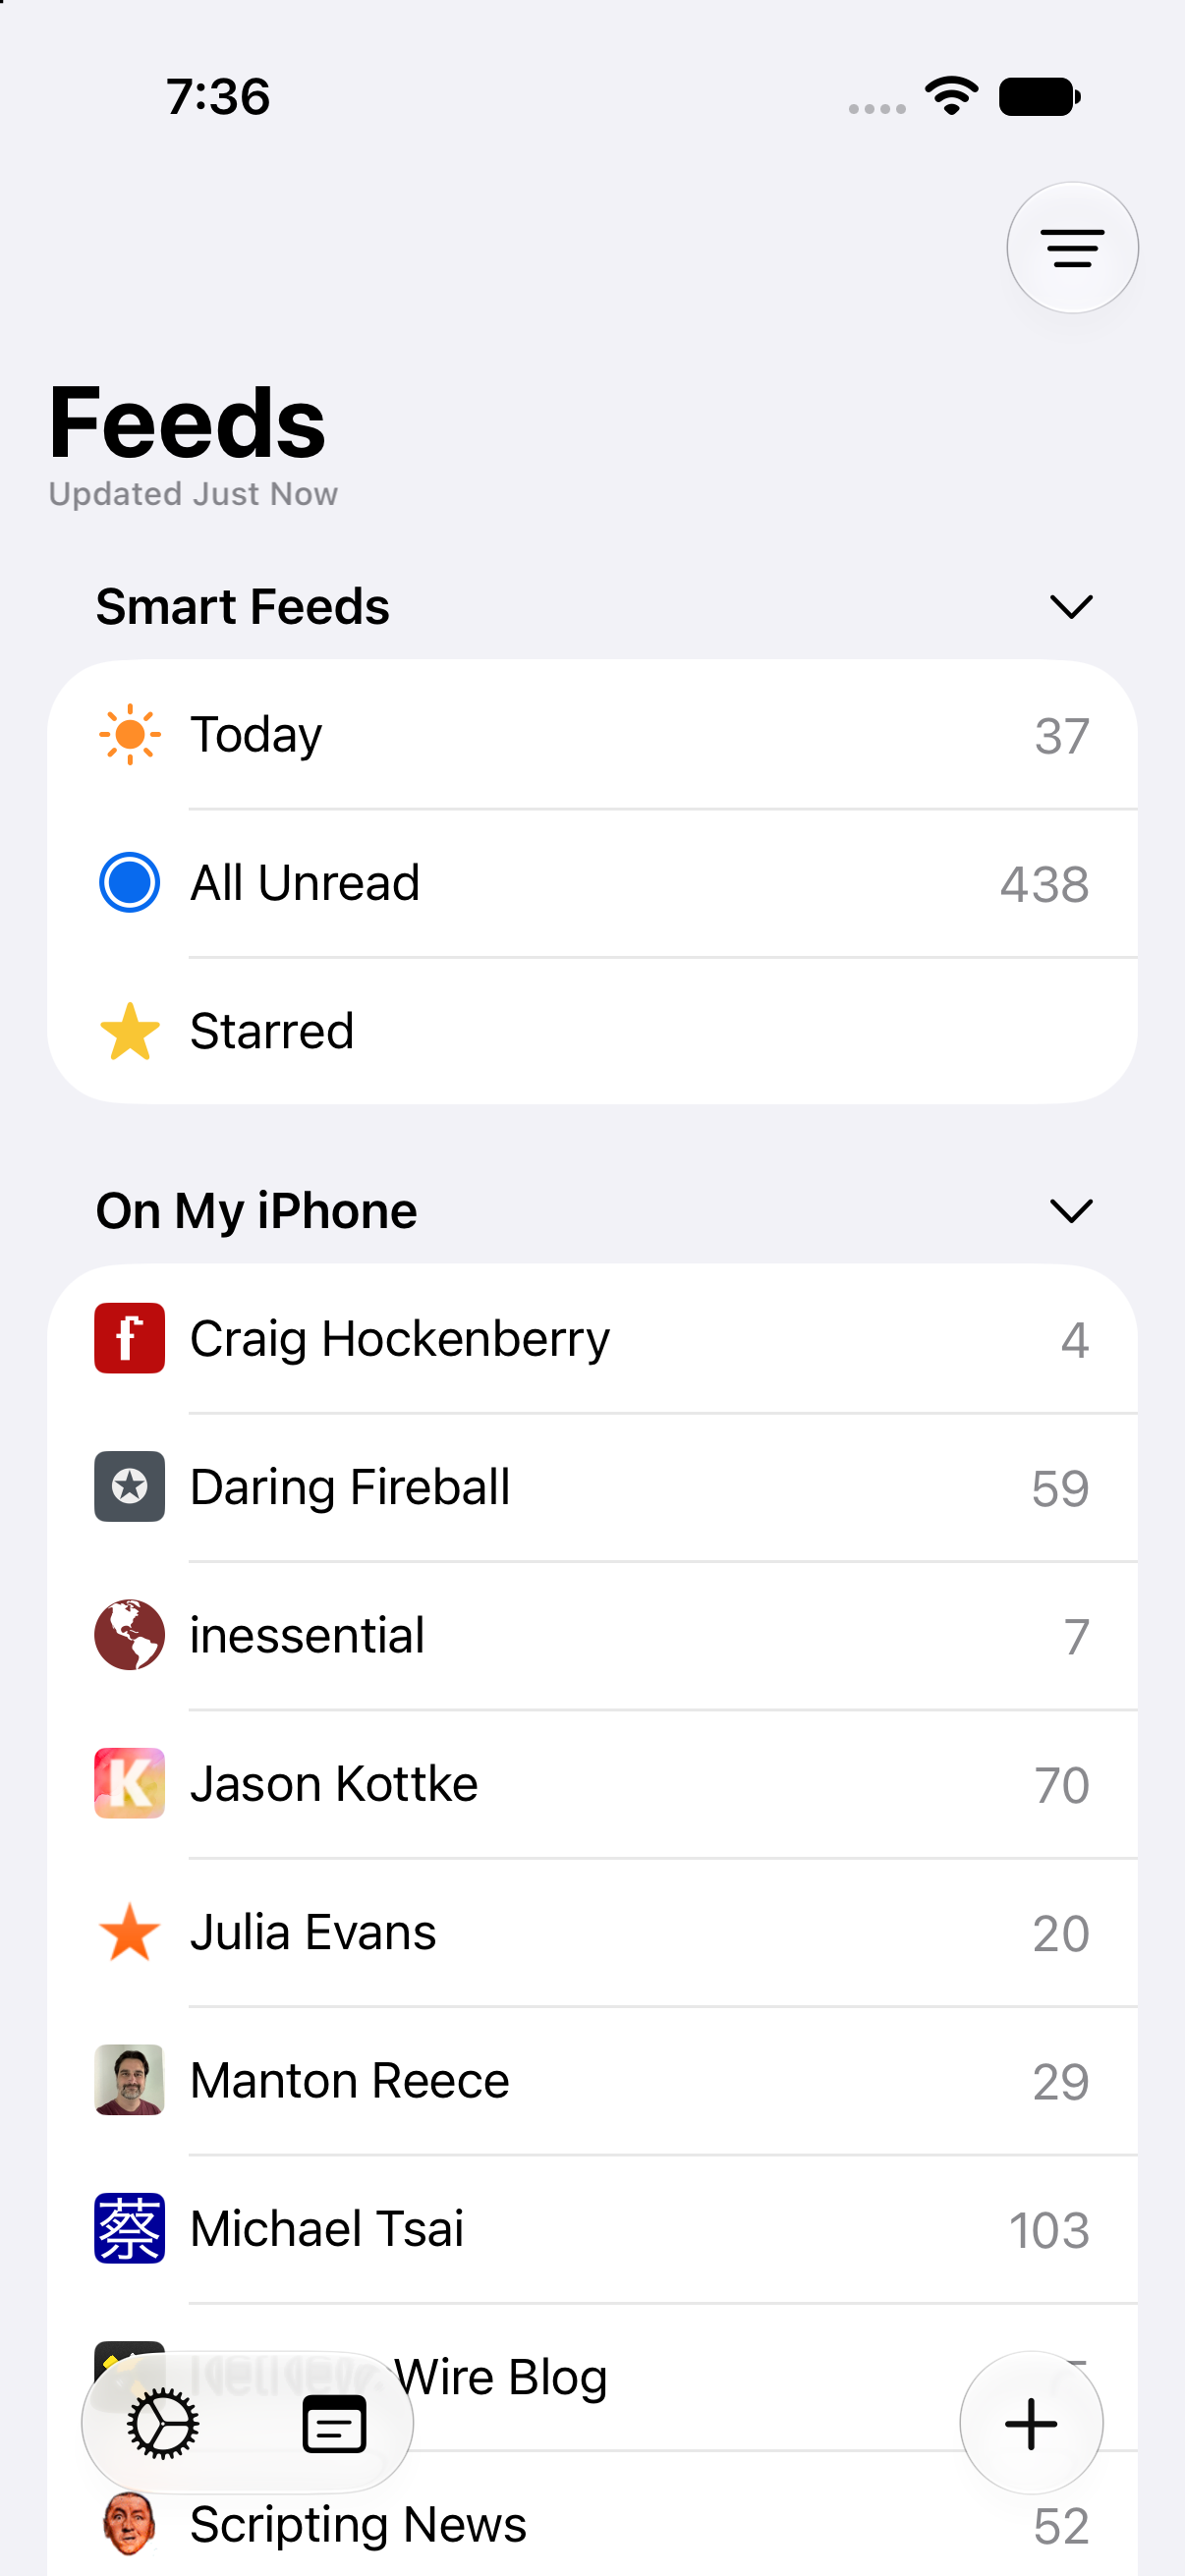 7:36
Feeds
Updated Just Now
Smart Feeds
Today 37
All Unread 438
Starred
On My iPhone
f Craig Hockenberry 4
Daring Fireball 59
inessential 7
K Jason Kottke 70
Julia Evans 20
Manton Reece 29
蔡 Michael Tsai 103
Wire Blog
Scripting News 52